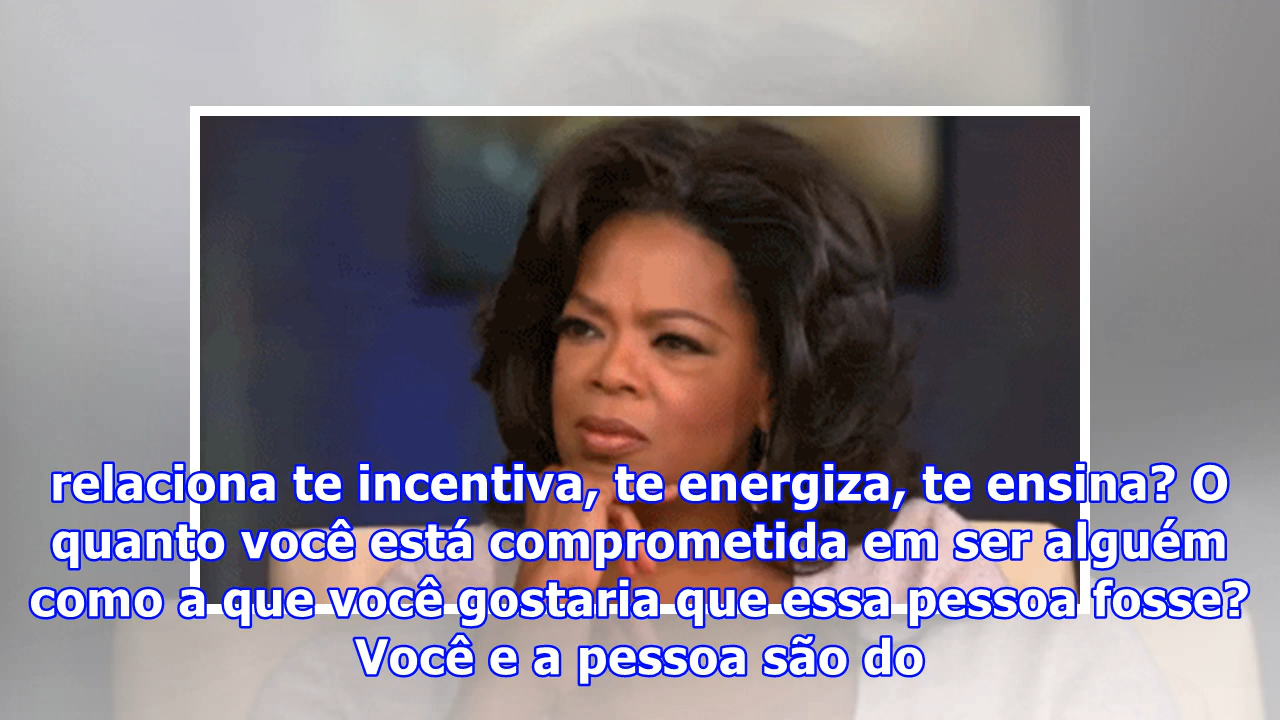 relaciona te incentiva, te energiza, te ensina? O
quanto você está comprometida em ser alguém
como a que você gostaria que essa pessoa fosse?
Você e a pessoa são do